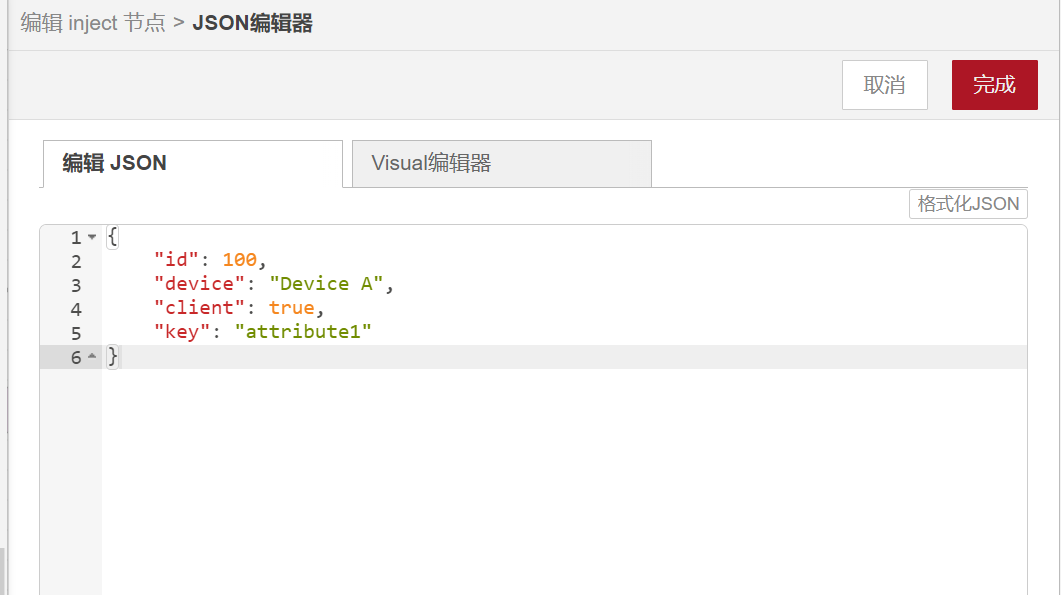 编辑 inject 节点 > JSON编辑器
取消 完成
编辑 JSON Visual编辑器
格式化JSON
1 {
2 "id": 100,
3 "device": "Device A",
4 "client": true,
5 "key": "attribute1"
6 }